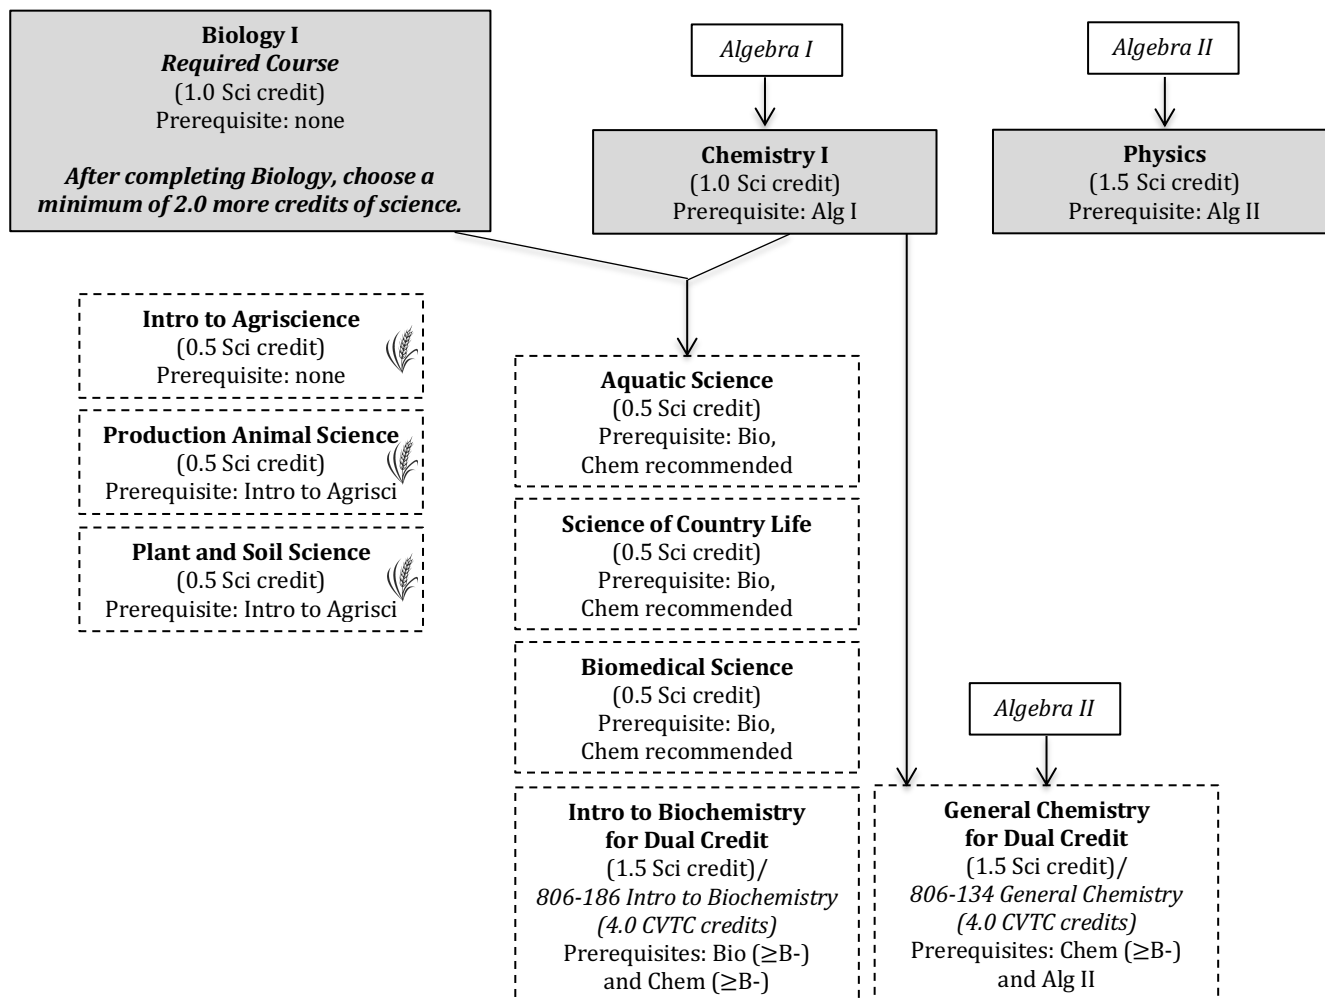 Biology I
Required Course
(1.0 Sci credit)
Prerequisite: none
After completing Biology, choose a
minimum of 2.0 more credits of science.
Algebra I
Chemistry I
(1.0 Sci credit)
Prerequisite: Alg I
Algebra II
Physics
(1.5 Sci credit)
Prerequisite: Alg II
Intro to Agriscience
(0.5 Sci credit)
Prerequisite: none
Production Animal Science
(0.5 Sci credit)
Prerequisite: Intro to Agrisci
Plant and Soil Science
(0.5 Sci credit)
Prerequisite: Intro to Agrisci
Aquatic Science
(0.5 Sci credit)
Prerequisite: Bio,
Chem recommended
Science of Country Life
(0.5 Sci credit)
Prerequisite: Bio,
Chem recommended
Biomedical Science
(0.5 Sci credit)
Prerequisite: Bio,
Chem recommended
Intro to Biochemistry
for Dual Credit
(1.5 Sci credit)/
806-186 Intro to Biochemistry
(4.0 CVTC credits)
Prerequisites: Bio (≥B-)
and Chem (≥B-)
Algebra II
General Chemistry
for Dual Credit
(1.5 Sci credit)/
806-134 General Chemistry
(4.0 CVTC credits)
Prerequisites: Chem (≥B-)
and Alg II